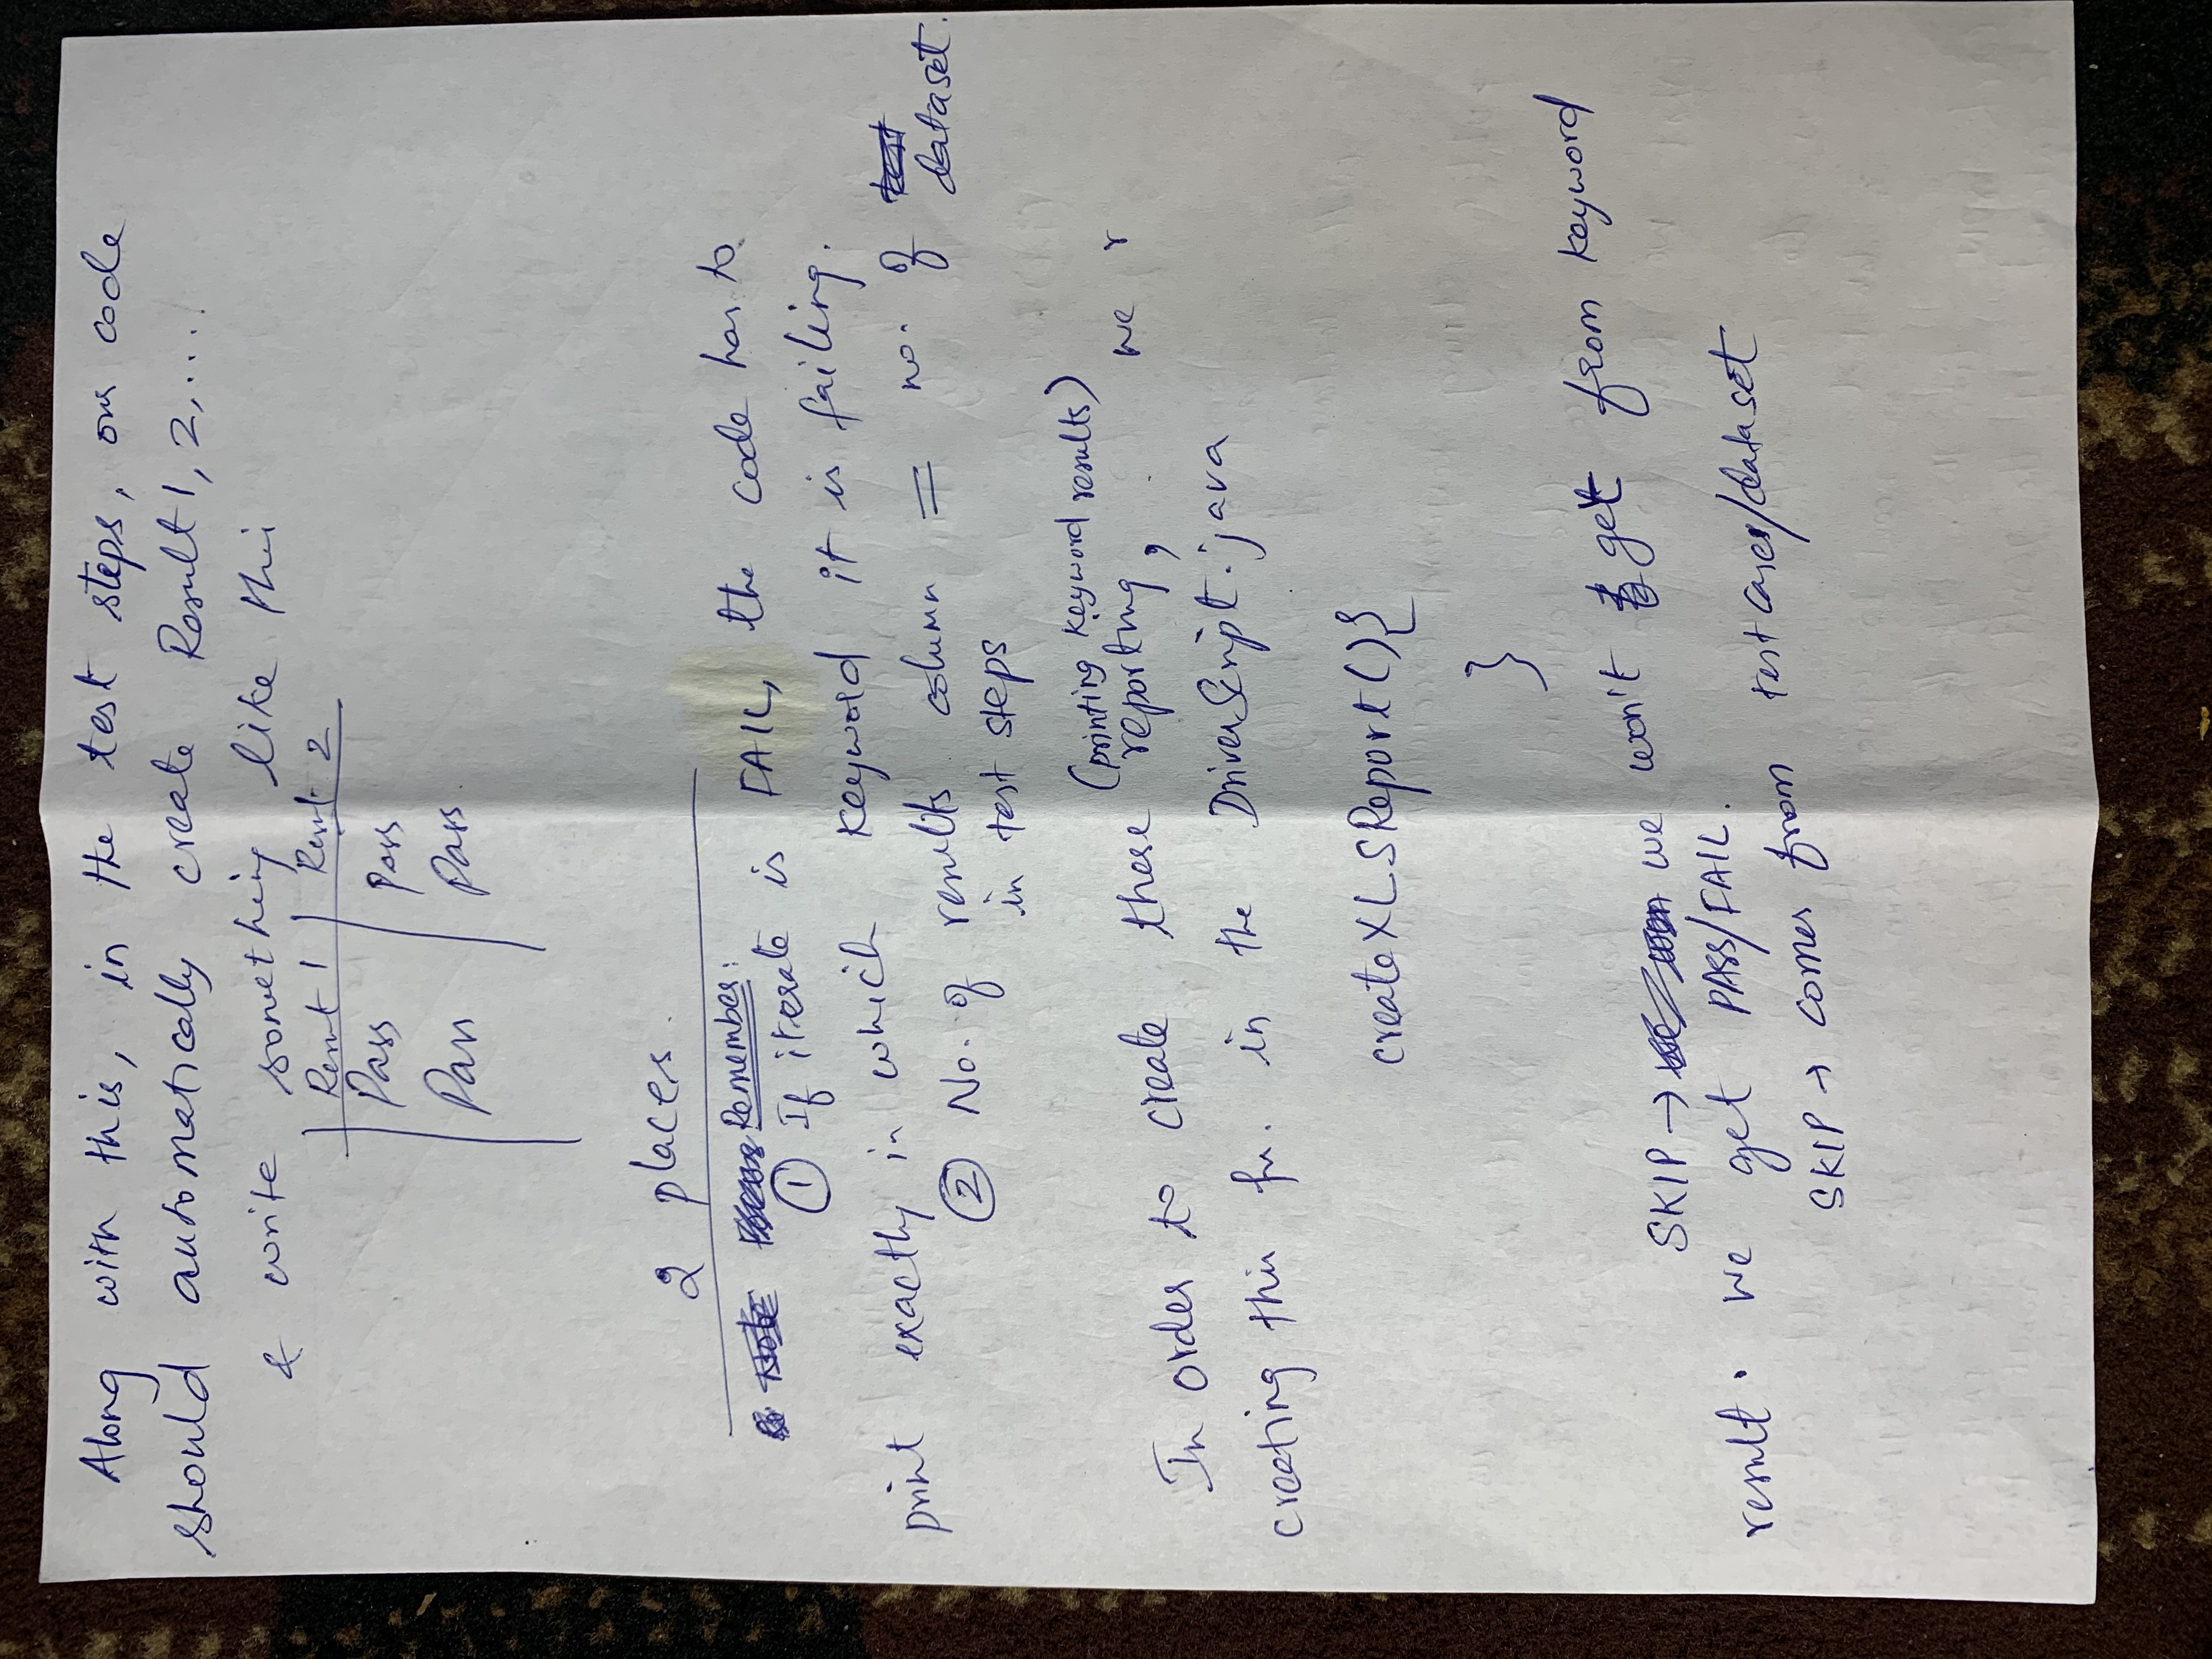 Along with this, in the test steps, our code
should automatically create Result 1, 2, ....
& write something like this
Result 1 | Result 2
Pass | pass
Pass | Pass.
2 places.
Remember:
① If iterate is FAIL, the code has to
print exactly in which keyword it is failing.
② No. of results column = no. of dataset.
in test steps
(printing keyword results)
In order to create these reporting, we r
creating this fn. in the DriverScript.java
createXLSReport(){
}
SKIP → we won't get from keyword
result. We get PASS/FAIL.
SKIP → comes from test cases/dataset